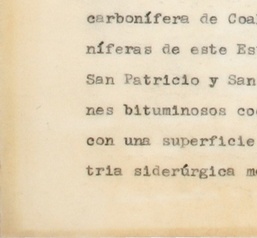 carbonífera de Coa
níferas de este Es
San Patricio y San
nes bituminosos co
con una superficie
tria siderúrgica m